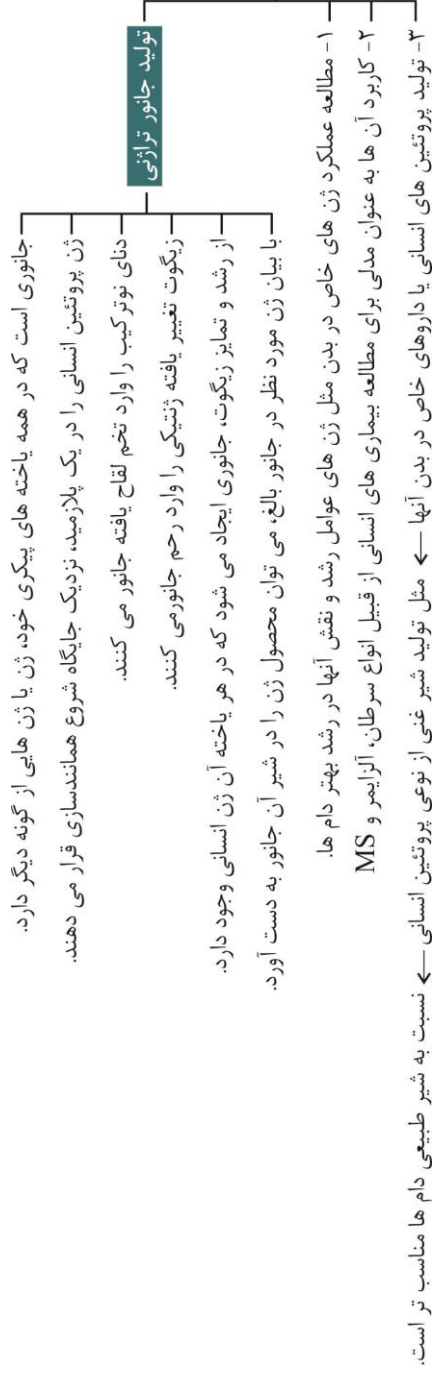 تولید جانور تراژنی
جانوری است که در همه یاخته های پیکری خود، ژن یا ژن هایی از گونه دیگر دارد.
ژن پروتئین انسانی را در یک پلازمید، نزدیک جایگاه شروع همانندسازی قرار می دهند.
دنای نوترکیب را وارد تخم لقاح یافته جانور می کنند.
زیگوت تغییر یافته ژنتیکی را وارد رحم جانورمی کنند.
از رشد و تمایز زیگوت، جانوری ایجاد می شود که در هر یاخته آن ژن انسانی وجود دارد.
با بیان ژن مورد نظر در جانور بالغ، می توان محصول ژن را در شیر آن جانور به دست آورد.
۱- مطالعه عملکرد ژن های خاص در بدن مثل ژن های عوامل رشد و نقش آنها در رشد بهتر دام ها.
۲- کاربرد آن ها به عنوان مدلی برای مطالعه بیماری های انسانی از قبیل انواع سرطان، آلزایمر و MS
۳- تولید پروتئین های انسانی یا داروهای خاص در بدن آنها ← مثل تولید شیر غنی از نوعی پروتئین انسانی ← نسبت به شیر طبیعی دام ها مناسب تر است.